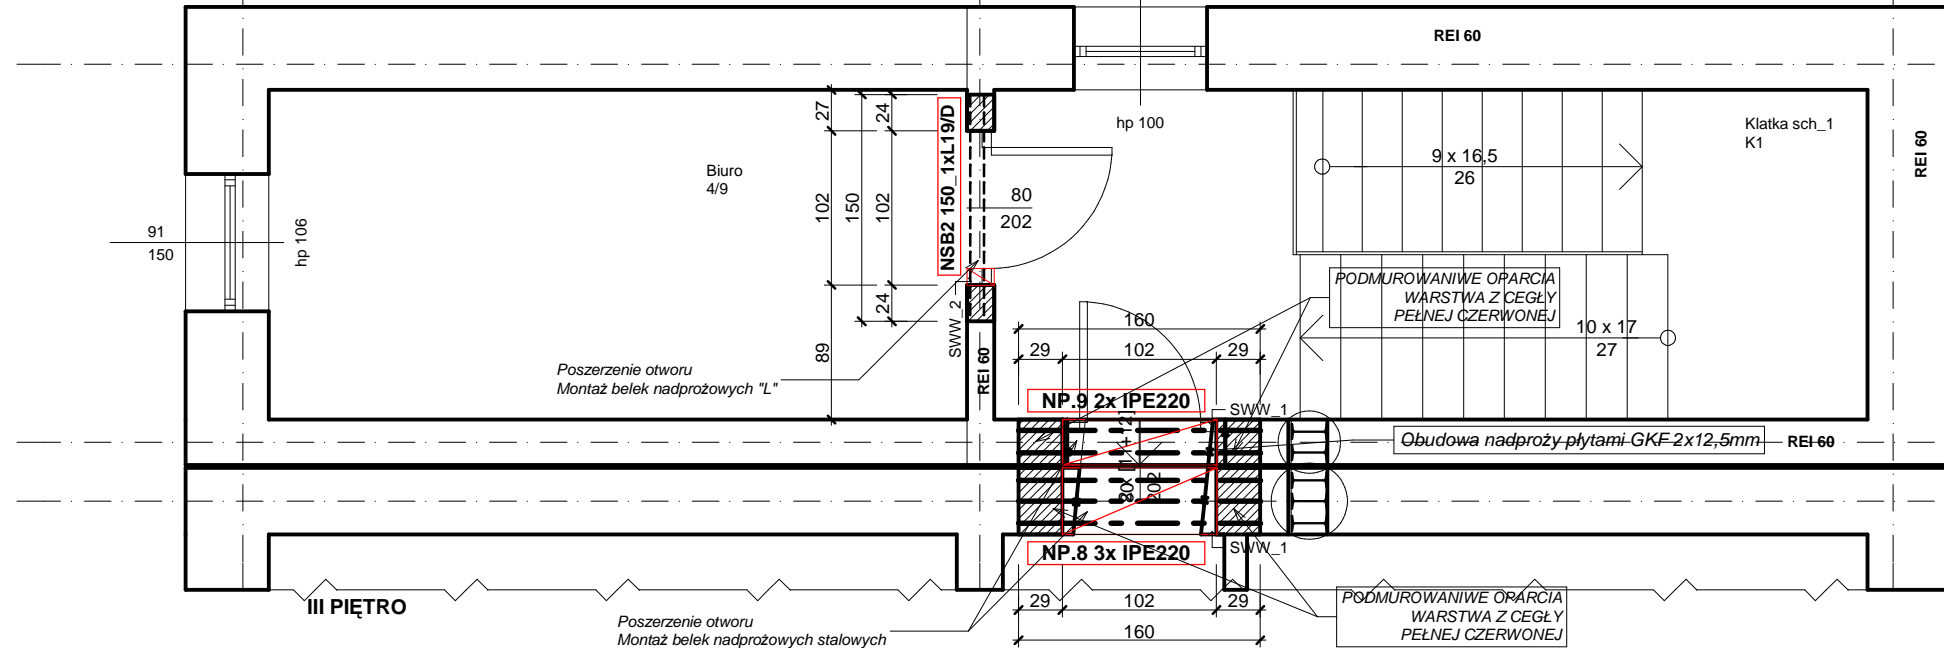 REI 60
REI 60
Klatka sch_1
K1
hp 100
9 x 16,5
26
10 x 17
27
Biuro
4/9
91
150
hp 106
27
102
89
150
24
102
24
NSB2 150_1xL19/D
80
202
SWW_2
REI 60
PODMUROWANIWE OPARCIA
WARSTWA Z CEGŁY
PEŁNEJ CZERWONEJ
160
29
102
29
Poszerzenie otworu
Montaż belek nadprożowych "L"
NP.9 2x IPE220
SWW_1
Obudowa nadproży płytami GKF 2x12,5mm
REI 60
202
NP.8 3x IPE220
SWW_1
III PIĘTRO
29
102
29
160
Poszerzenie otworu
Montaż belek nadprożowych stalowych
PODMUROWANIWE OPARCIA
WARSTWA Z CEGŁY
PEŁNEJ CZERWONEJ